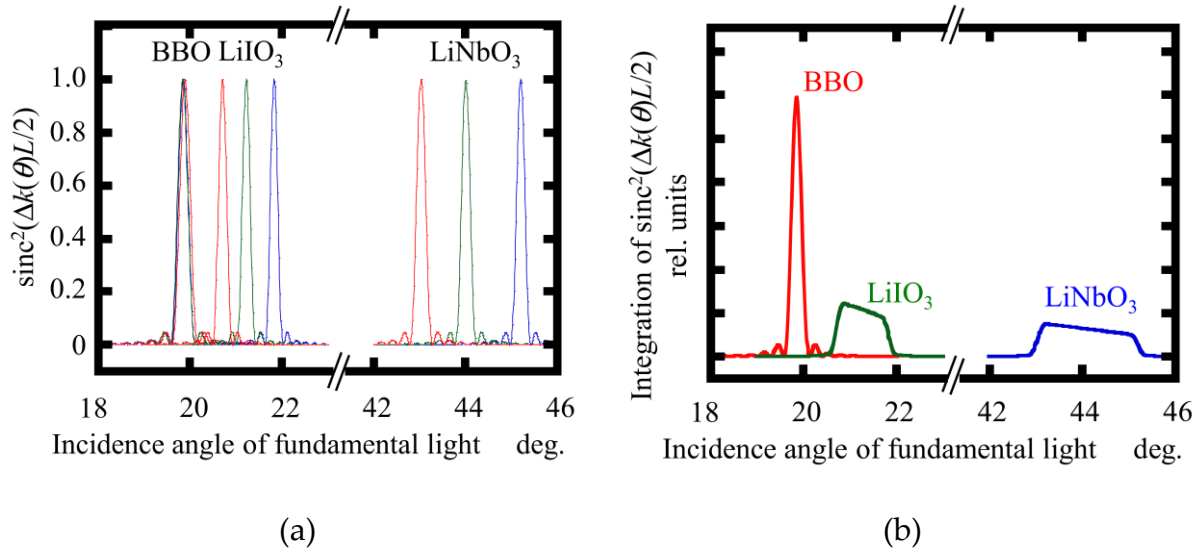 BBO LiIO₃ LiNbO₃
sinc²(Δk(θ)L/2)
1.0
0.8
0.6
0.4
0.2
0
18 20 22 42 44 46
Incidence angle of fundamental light deg.
(a)
Integration of sinc²(Δk(θ)L/2)
rel. units
BBO
LiIO₃
LiNbO₃
18 20 22 42 44 46
Incidence angle of fundamental light deg.
(b)